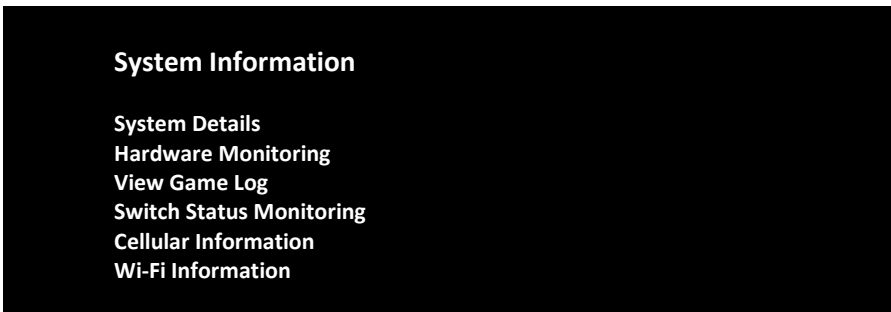 System Information
System Details
Hardware Monitoring
View Game Log
Switch Status Monitoring
Cellular Information
Wi-Fi Information